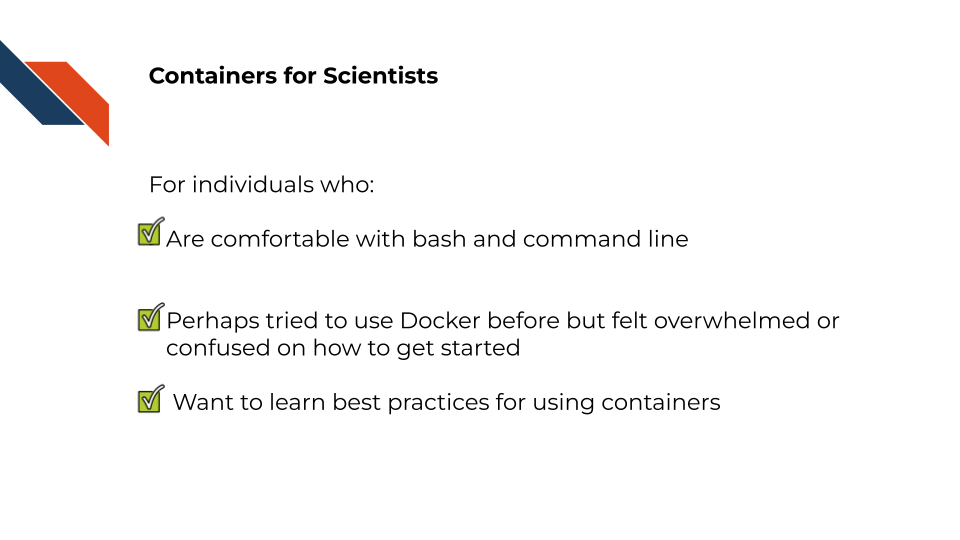 Containers for Scientists
For individuals who:
Are comfortable with bash and command line
Perhaps tried to use Docker before but felt overwhelmed or
confused on how to get started
Want to learn best practices for using containers